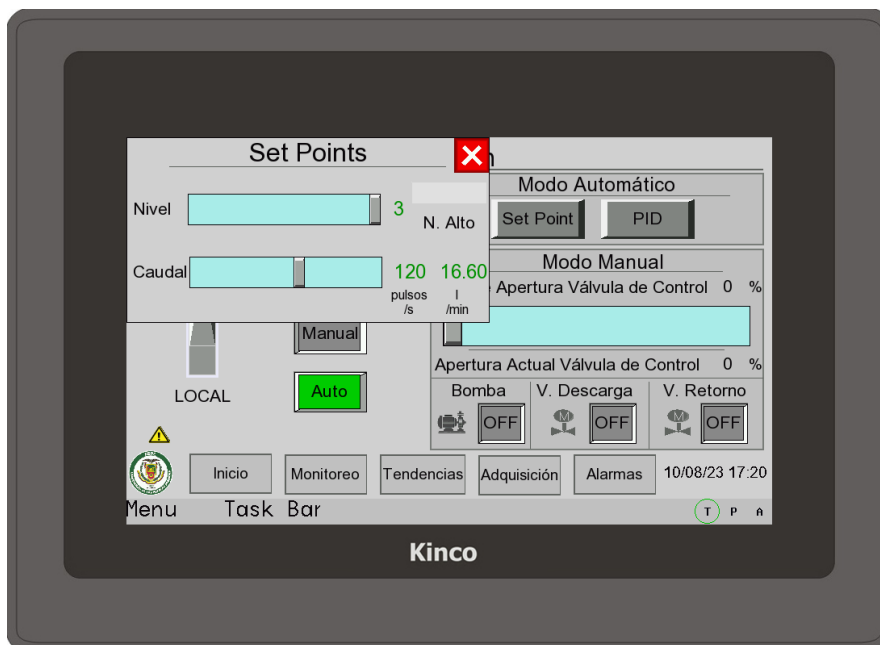 Set Points
Nivel
3
N. Alto
Caudal
120
16.60
pulsos
/s
l
/min
Modo Automático
Set Point
PID
Modo Manual
Apertura Válvula de Control 0 %
Apertura Actual Válvula de Control 0 %
Manual
Auto
LOCAL
Bomba
V. Descarga
V. Retorno
OFF
M
OFF
M
OFF
Inicio
Monitoreo
Tendencias
Adquisición
Alarmas
10/08/23 17:20
Menu
Task Bar
T
P
A
Kinco